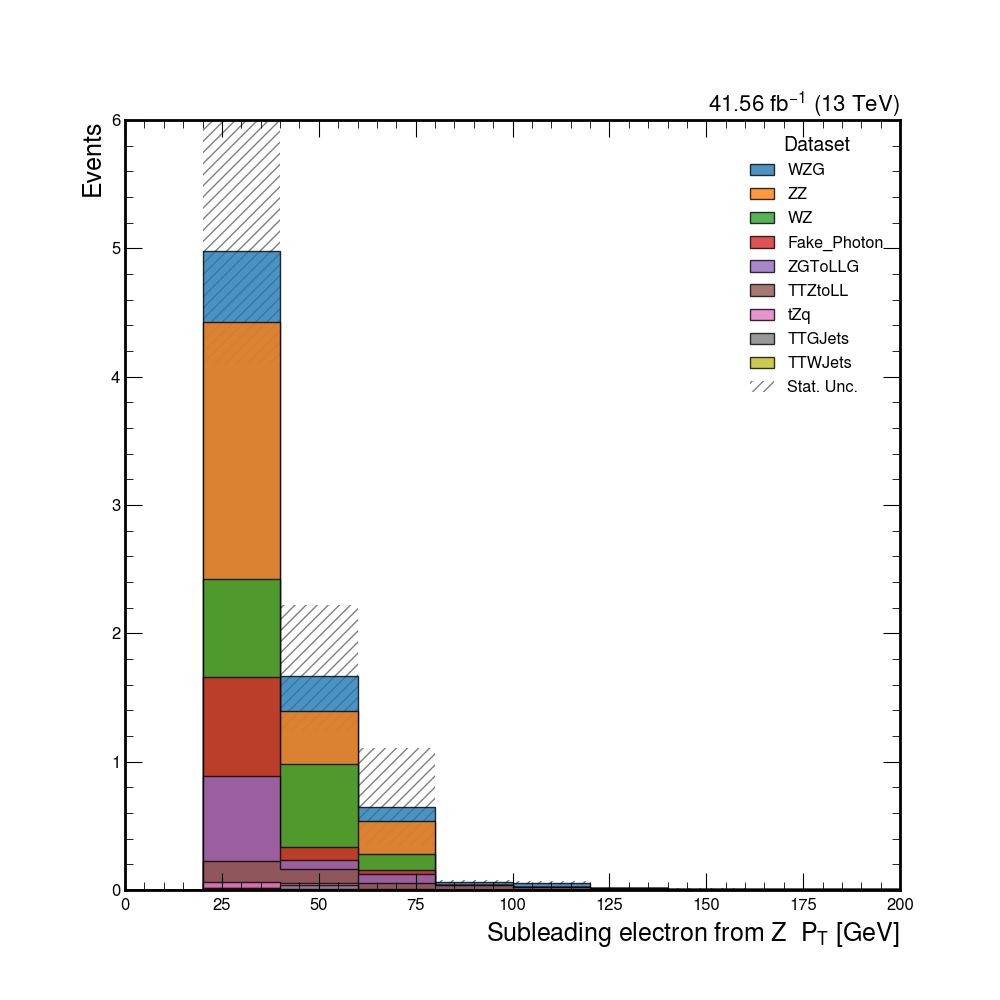 41.56 fb⁻¹ (13 TeV)
Events
6
5
4
3
2
1
0
Dataset
WZG
ZZ
WZ
Fake_Photon
ZGToLLG
TTZtoLL
tZq
TTGJets
TTWJets
Stat. Unc.
0 25 50 75 100 125 150 175 200
Subleading electron from Z P_T [GeV]